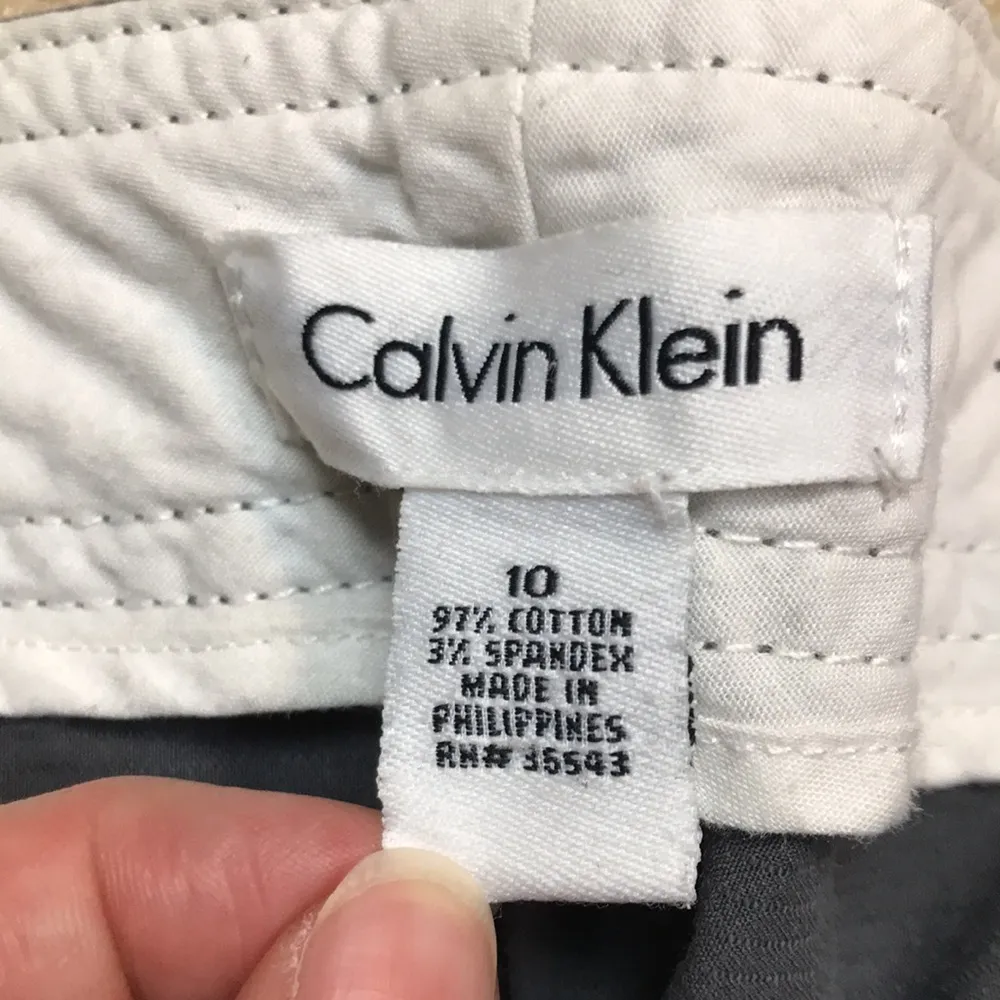 Calvin Klein
10
97% COTTON
3% SPANDEX
MADE IN
PHILIPPINES
RN# 36543